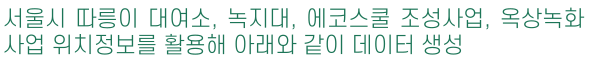 서울시 따릉이 대여소, 녹지대, 에코스쿨 조성사업, 옥상녹화
사업 위치정보를 활용해 아래와 같이 데이터 생성